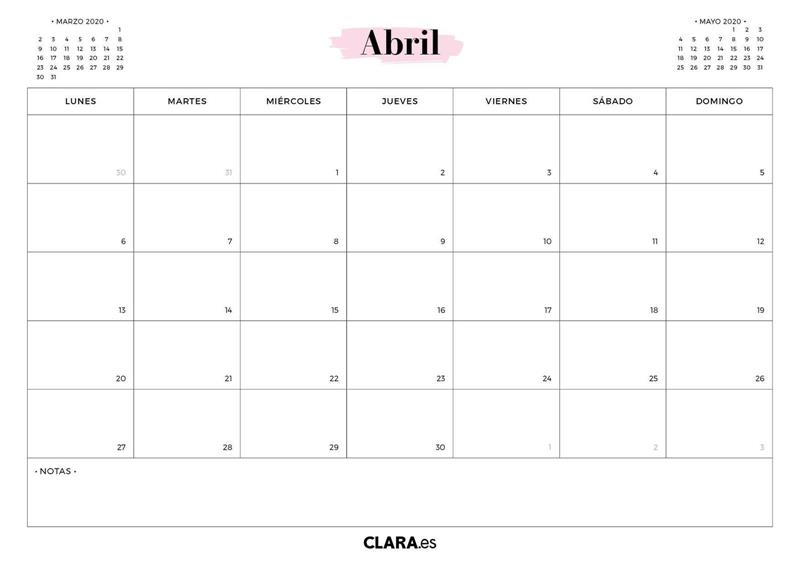 • MARZO 2020 •
1
2 3 4 5 6 7 8
9 10 11 12 13 14 15
16 17 18 19 20 21 22
23 24 25 26 27 28 29
30 31
Abril
• MAYO 2020 •
1 2 3
4 5 6 7 8 9 10
11 12 13 14 15 16 17
18 19 20 21 22 23 24
25 26 27 28 29 30 31
LUNES MARTES MIÉRCOLES JUEVES VIERNES SÁBADO DOMINGO
30 31 1 2 3 4 5
6 7 8 9 10 11 12
13 14 15 16 17 18 19
20 21 22 23 24 25 26
27 28 29 30 1 2 3
• NOTAS •
CLARA.es